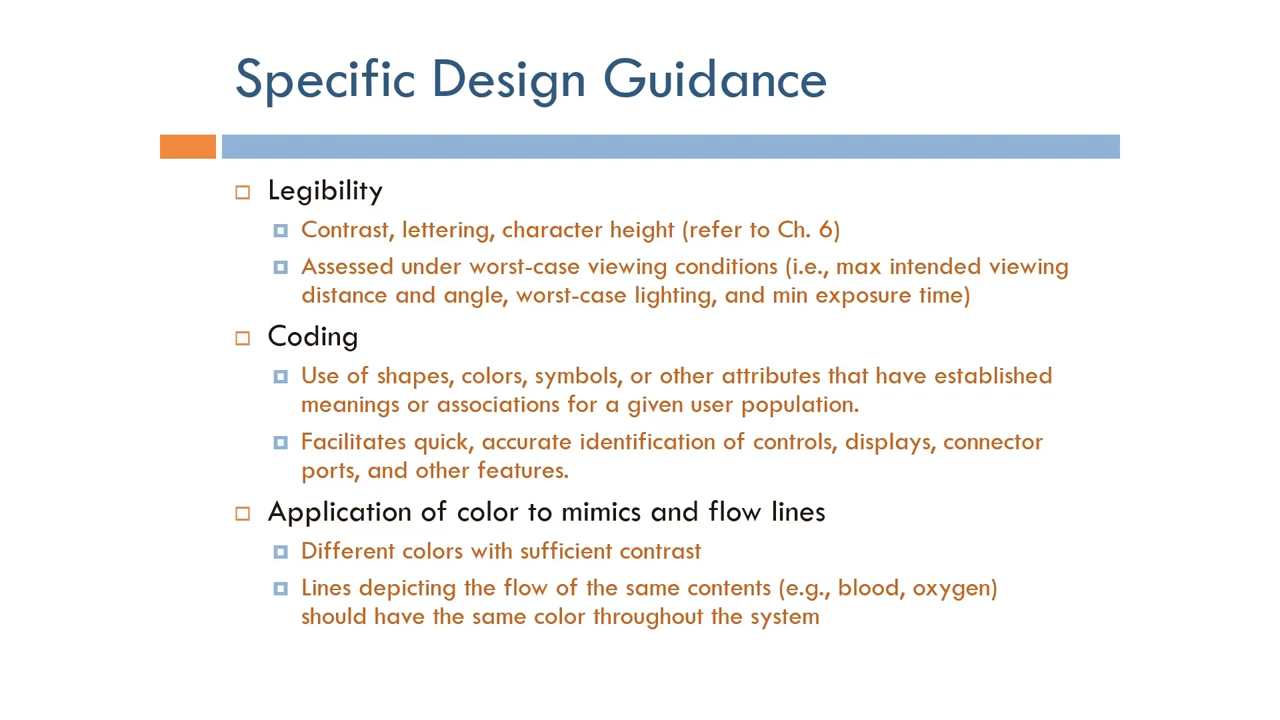 Specific Design Guidance
Legibility
Contrast, lettering, character height (refer to Ch. 6)
Assessed under worst-case viewing conditions (i.e., max intended viewing
distance and angle, worst-case lighting, and min exposure time)
Coding
Use of shapes, colors, symbols, or other attributes that have established
meanings or associations for a given user population.
Facilitates quick, accurate identification of controls, displays, connector
ports, and other features.
Application of color to mimics and flow lines
Different colors with sufficient contrast
Lines depicting the flow of the same contents (e.g., blood, oxygen)
should have the same color throughout the system